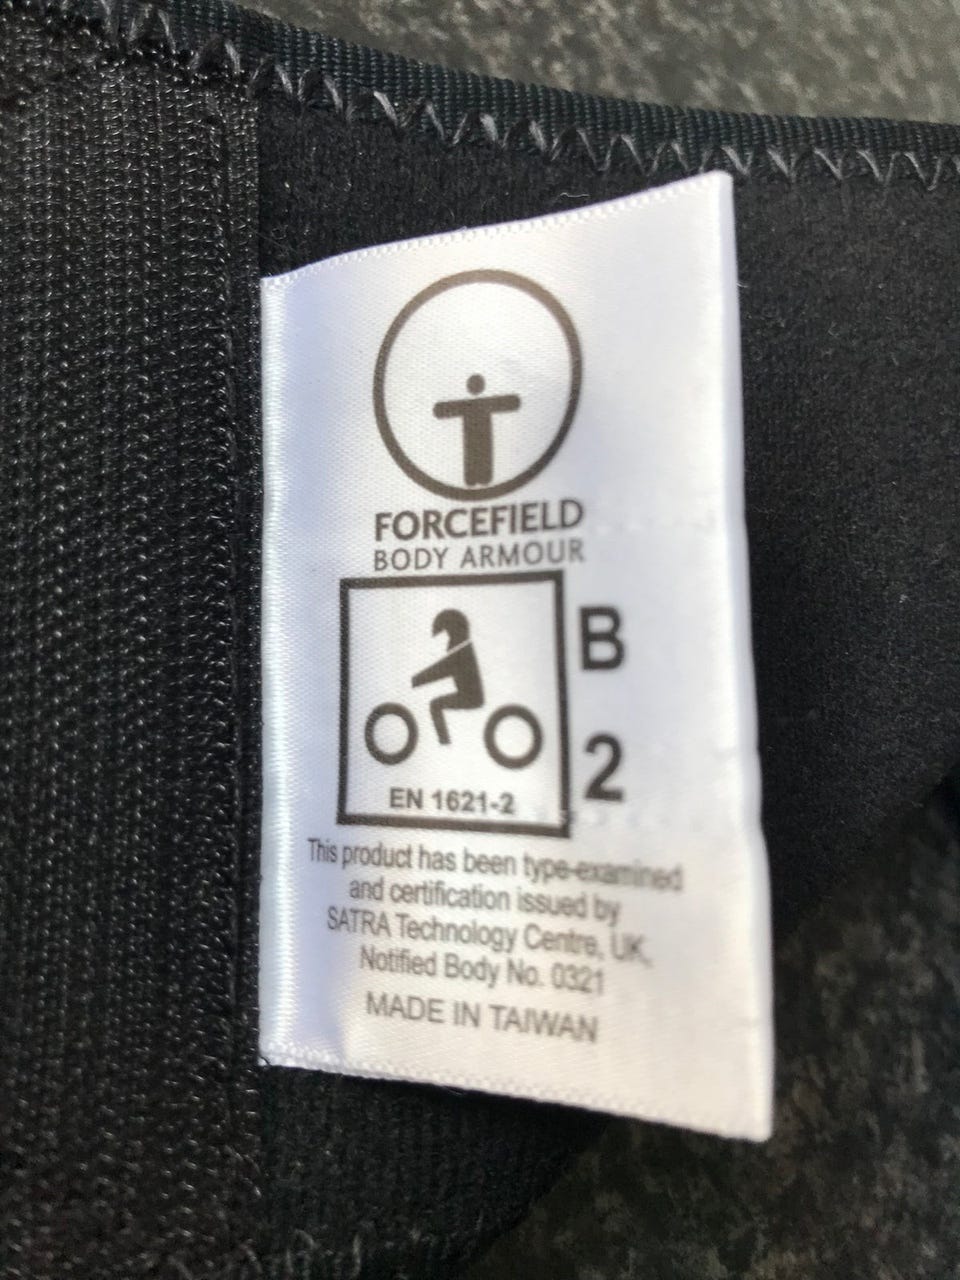 FORCEFIELD
BODY ARMOUR
B
2
EN 1621-2
This product has been type-examined
and certification issued by
SATRA Technology Centre, UK,
Notified Body No. 0321
MADE IN TAIWAN